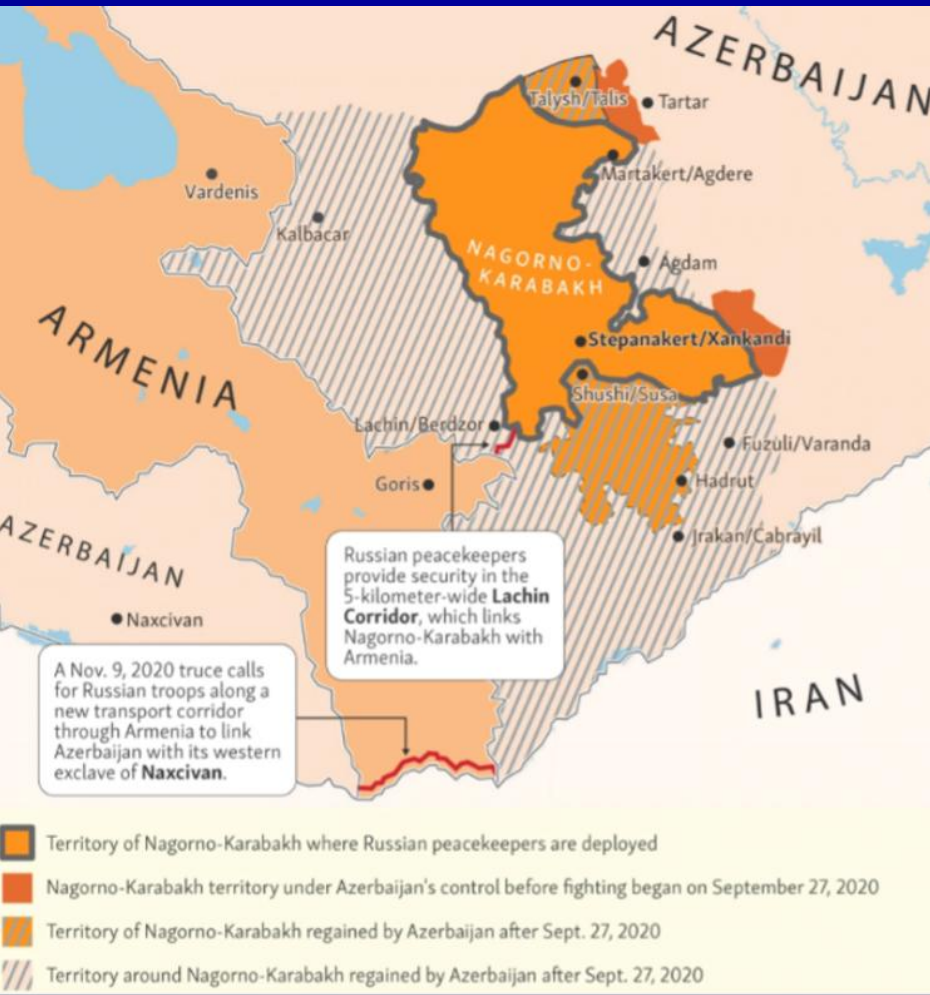 AZERBAIJAN
Talysh/Talis
Tartar
Martakert/Agdere
Vardenis
Kalbacar
NAGORNO-
KARABAKH
Agdam
ARMENIA
Stepanakert/Xankandi
Shushi/Susa
Lachin/Berdzor
Fuzuli/Varanda
Goris
Hadrut
Jrakan/Cabrayil
AZERBAIJAN
Naxcivan
Russian peacekeepers
provide security in the
5-kilometer-wide Lachin
Corridor, which links
Nagorno-Karabakh with
Armenia.
A Nov. 9, 2020 truce calls
for Russian troops along a
new transport corridor
through Armenia to link
Azerbaijan with its western
exclave of Naxcivan.
IRAN
Territory of Nagorno-Karabakh where Russian peacekeepers are deployed
Nagorno-Karabakh territory under Azerbaijan's control before fighting began on September 27, 2020
Territory of Nagorno-Karabakh regained by Azerbaijan after Sept. 27, 2020
Territory around Nagorno-Karabakh regained by Azerbaijan after Sept. 27, 2020